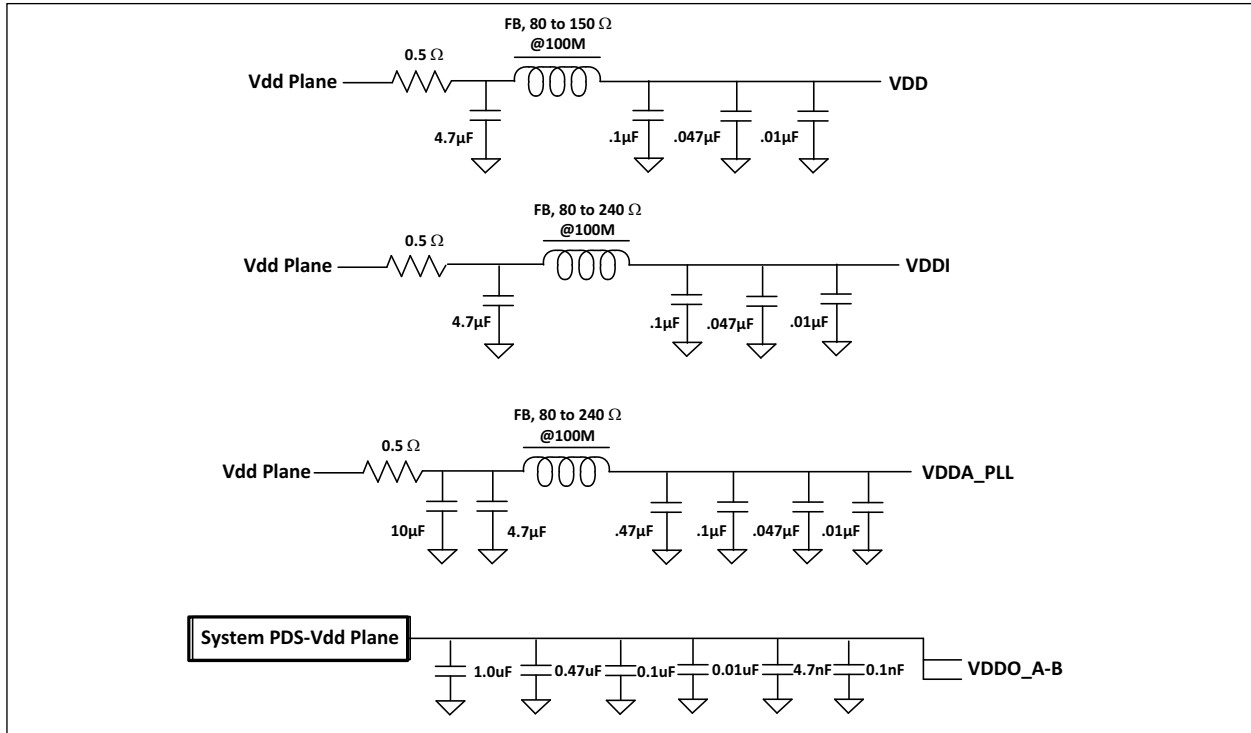 FB, 80 to 150 Ω
@100M
0.5 Ω
Vdd Plane
VDD
4.7µF
.1µF
.047µF
.01µF
FB, 80 to 240 Ω
@100M
0.5 Ω
Vdd Plane
VDDI
4.7µF
.1µF
.047µF
.01µF
FB, 80 to 240 Ω
@100M
0.5 Ω
Vdd Plane
VDDA_PLL
10µF
4.7µF
.47µF
.1µF
.047µF
.01µF
System PDS-Vdd Plane
1.0uF
0.47uF
0.1uF
0.01uF
4.7nF
0.1nF
VDDO_A-B